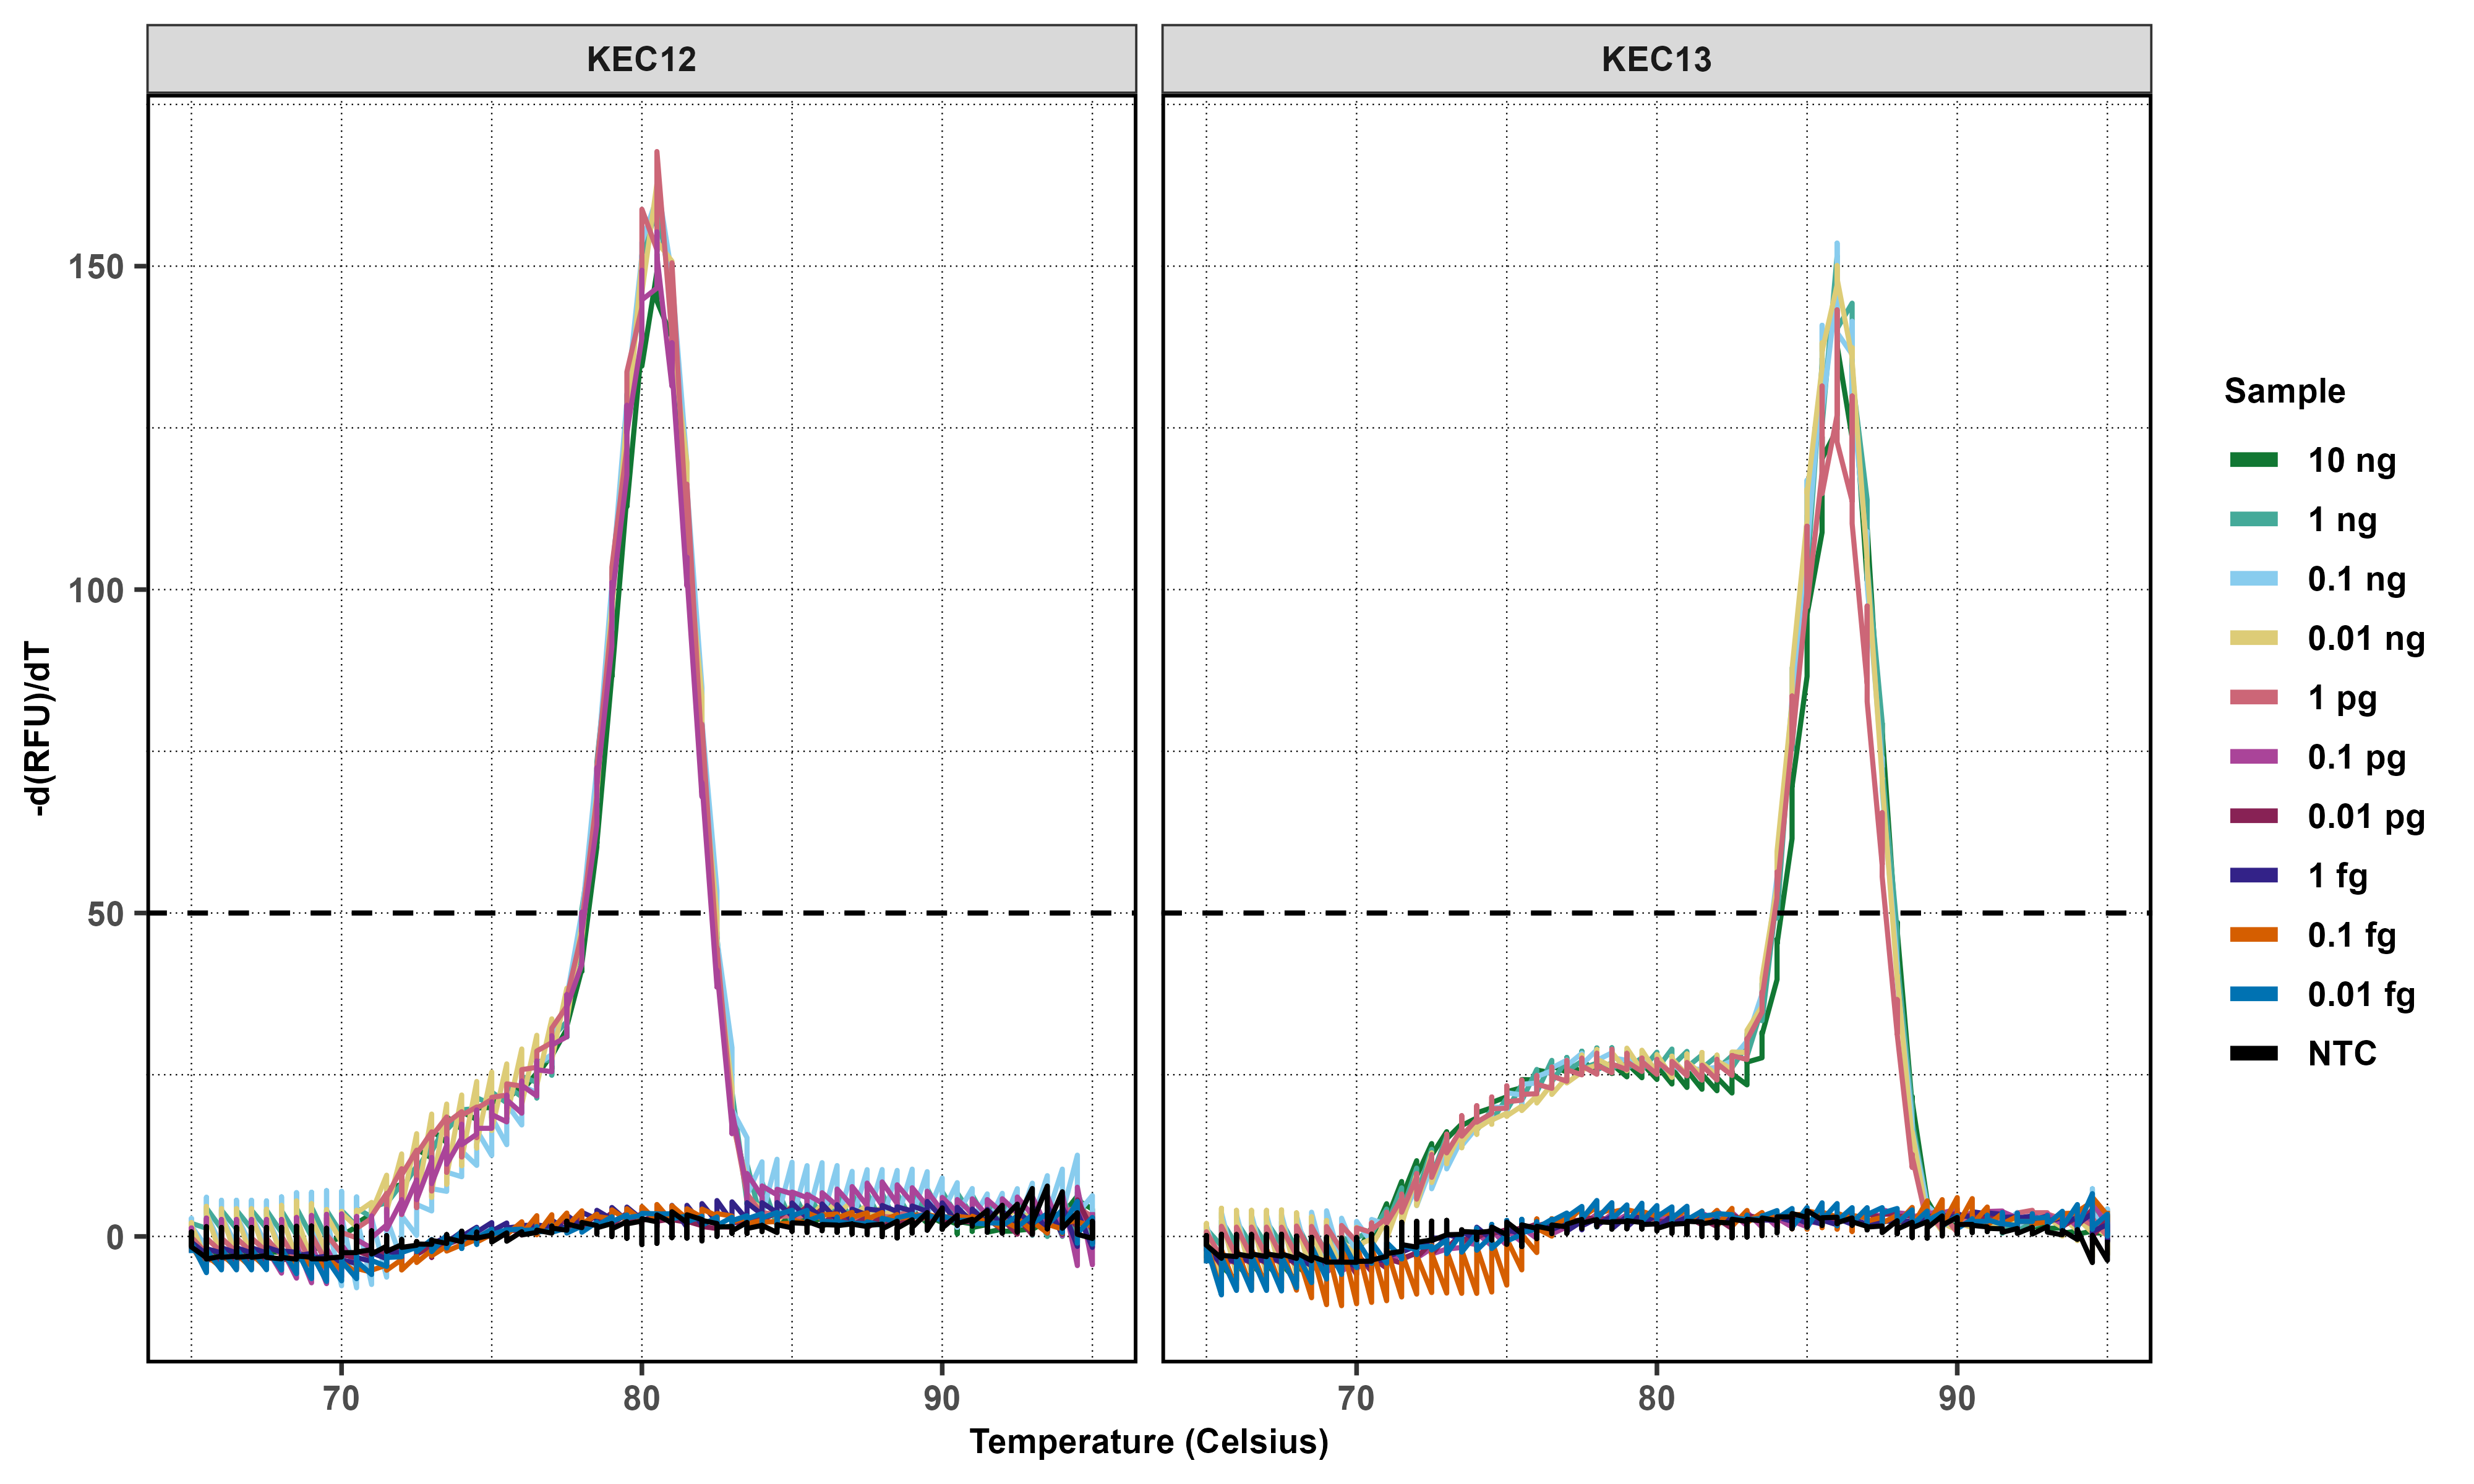 KEC12
KEC13
150
100
50
0
-d(RFU)/dT
70
80
90
70
80
90
Temperature (Celsius)
Sample
10 ng
1 ng
0.1 ng
0.01 ng
1 pg
0.1 pg
0.01 pg
1 fg
0.1 fg
0.01 fg
NTC